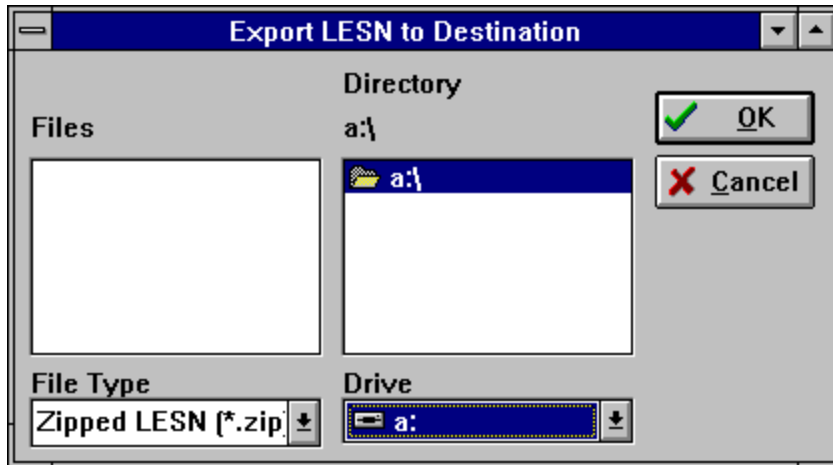 Export LESN to Destination
Directory
Files
a:\
OK
a:\
Cancel
File Type
Drive
Zipped LESN (*.zip)
a: